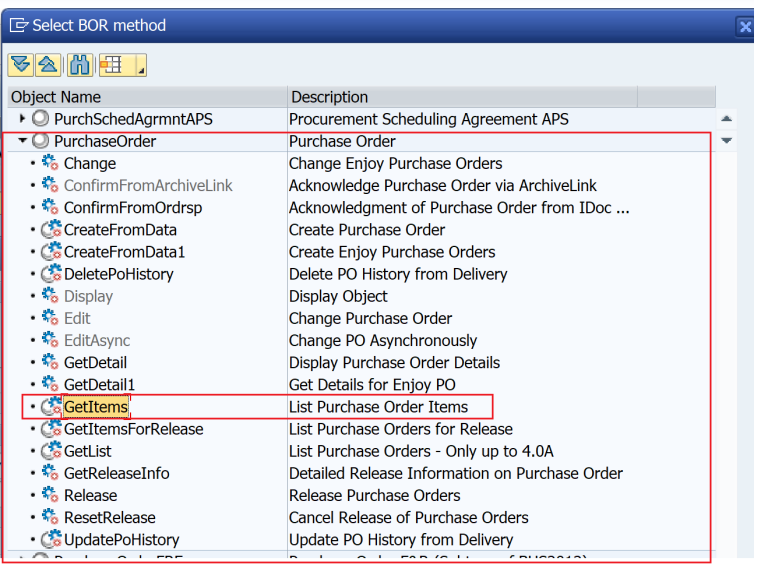 Select BOR method
Object Name Description
PurchSchedAgrmntAPS Procurement Scheduling Agreement APS
PurchaseOrder Purchase Order
Change Change Enjoy Purchase Orders
ConfirmFromArchiveLink Acknowledge Purchase Order via ArchiveLink
ConfirmFromOrdrsp Acknowledgment of Purchase Order from IDoc ...
CreateFromData Create Purchase Order
CreateFromData1 Create Enjoy Purchase Orders
DeletePoHistory Delete PO History from Delivery
Display Display Object
Edit Change Purchase Order
EditAsync Change PO Asynchronously
GetDetail Display Purchase Order Details
GetDetail1 Get Details for Enjoy PO
GetItems List Purchase Order Items
GetItemsForRelease List Purchase Orders for Release
GetList List Purchase Orders - Only up to 4.0A
GetReleaseInfo Detailed Release Information on Purchase Order
Release Release Purchase Orders
ResetRelease Cancel Release of Purchase Orders
UpdatePoHistory Update PO History from Delivery